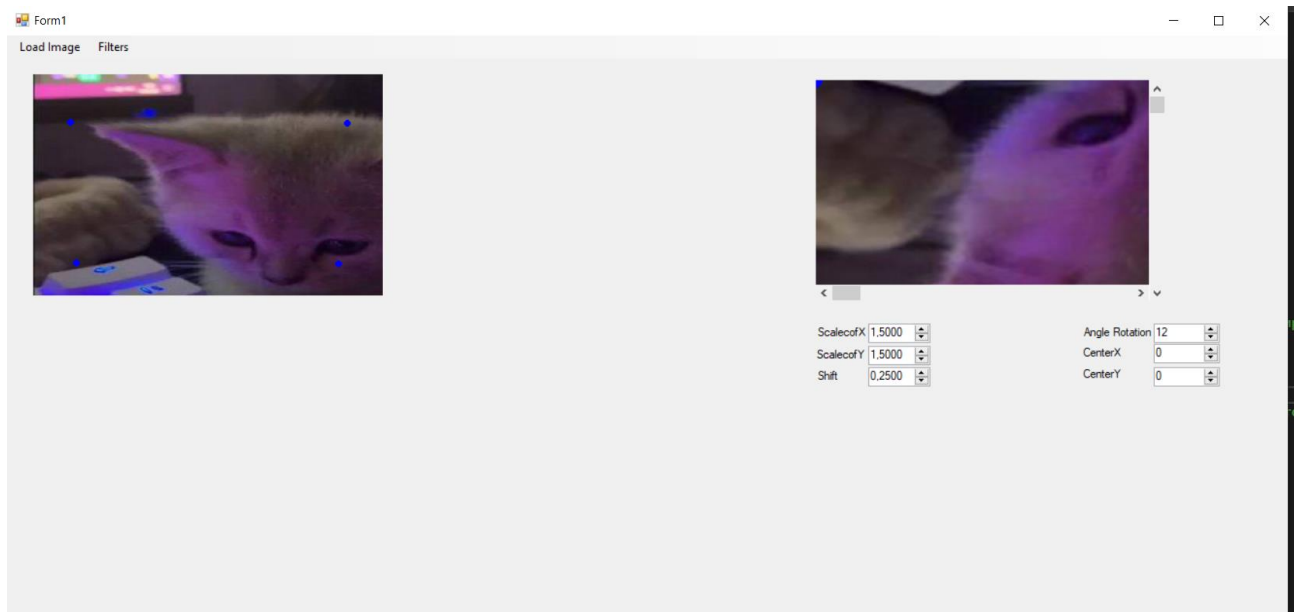 Form1
Load Image Filters
ScalecofX 1,5000
ScalecofY 1,5000
Shift 0,2500
Angle Rotation 12
CenterX 0
CenterY 0